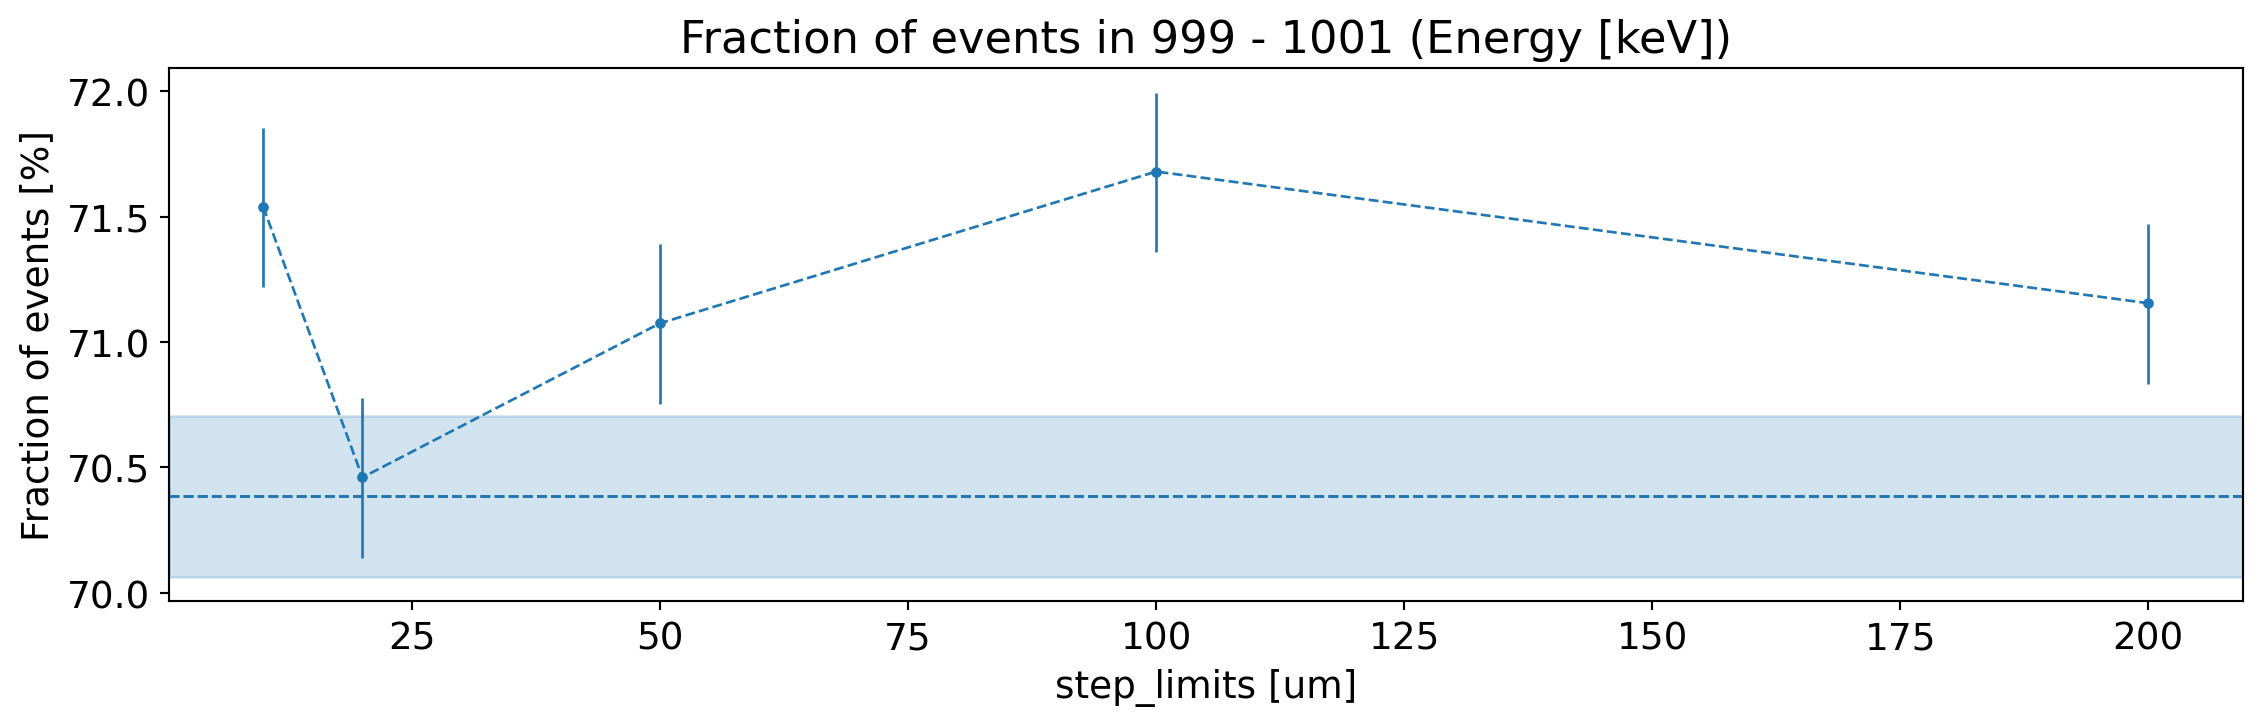 Fraction of events in 999 - 1001 (Energy [keV])
Fraction of events [%]
72.0
71.5
71.0
70.5
70.0
25 50 75 100 125 150 175 200
step_limits [um]